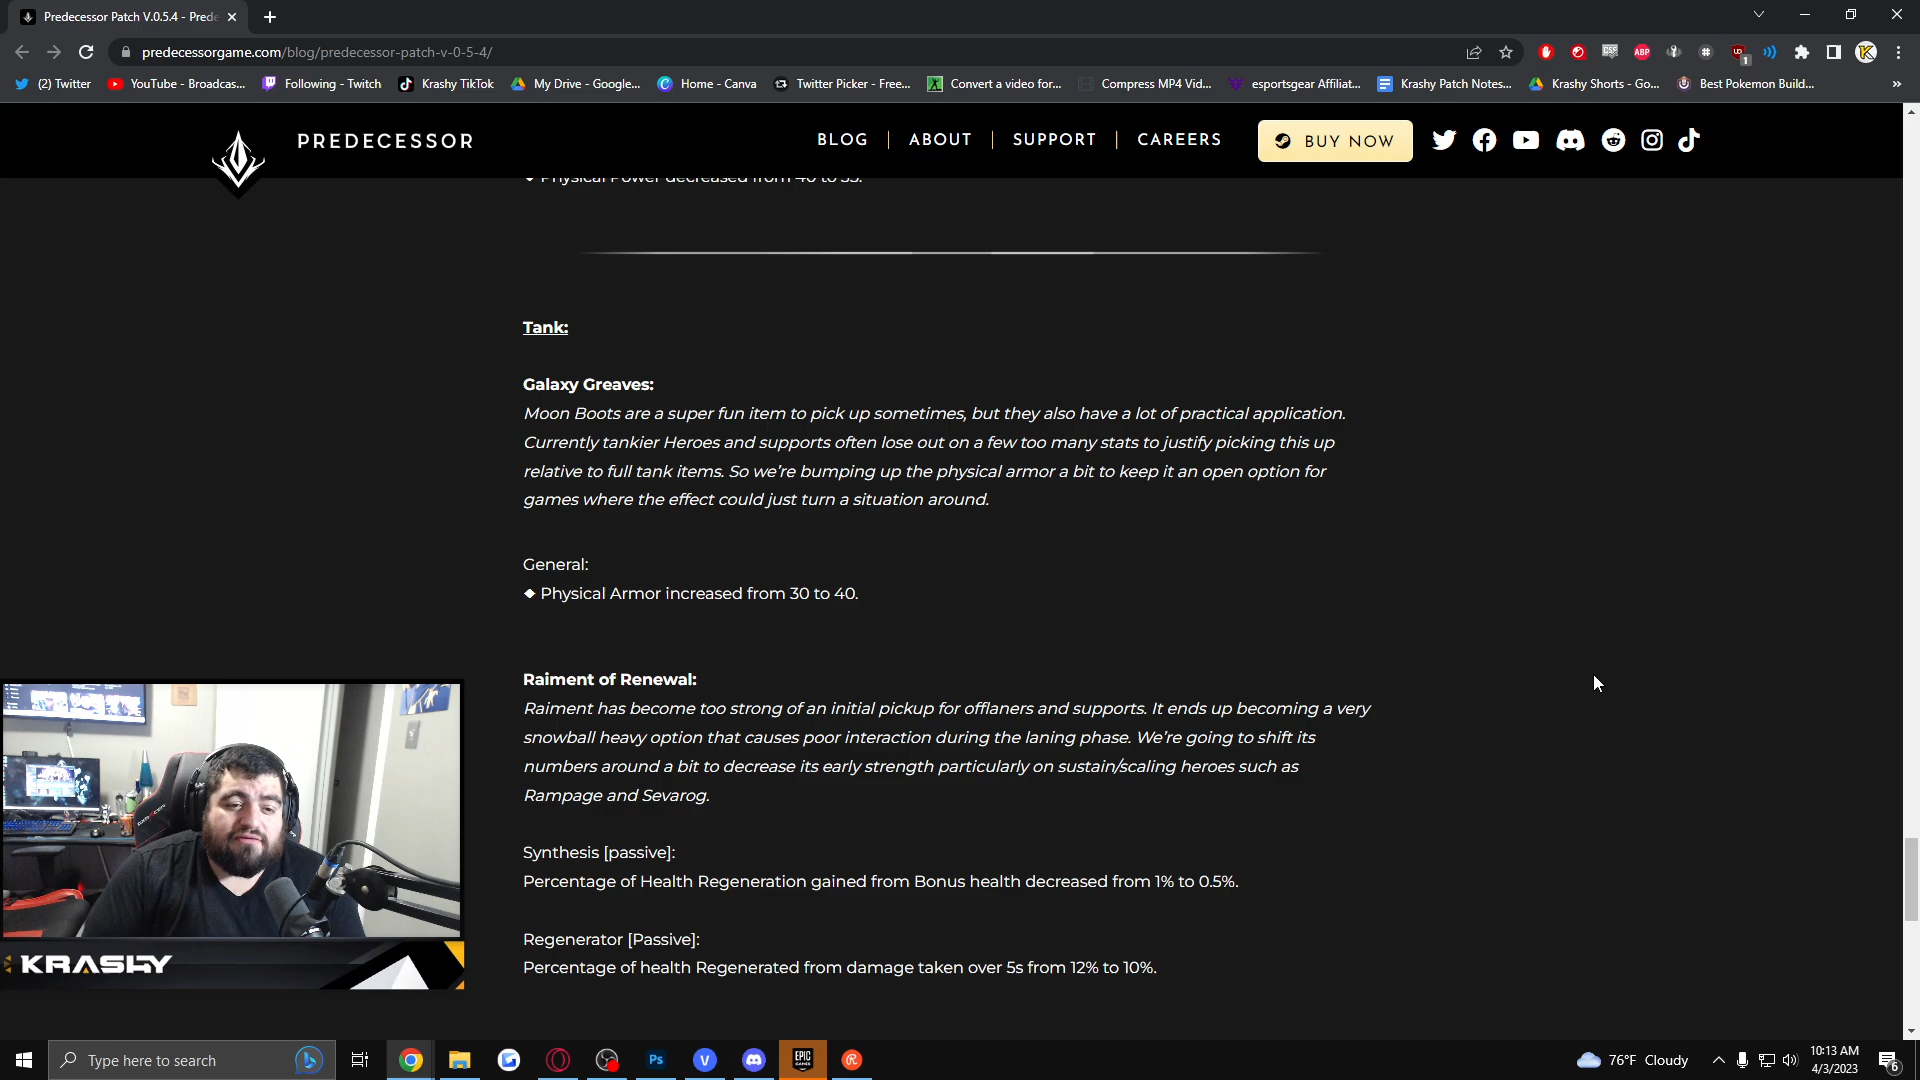 Predecessor Patch V.0.5.4 - Prede
predecessorgame.com/blog/predecessor-patch-v-0-5-4/
(2) Twitter
YouTube - Broadcas...
Following - Twitch
Krashy TikTok
My Drive - Google...
Home - Canva
Twitter Picker - Free...
Convert a video for...
Compress MP4 Vid...
esportsgear Affiliat...
Krashy Patch Notes...
Krashy Shorts - Go...
Best Pokemon Build...
PREDECESSOR
BLOG
ABOUT
SUPPORT
CAREERS
BUY NOW
Physical Power decreased from 40 to 35.
Tank:
Galaxy Greaves:
Moon Boots are a super fun item to pick up sometimes, but they also have a lot of practical application.
Currently tankier Heroes and supports often lose out on a few too many stats to justify picking this up
relative to full tank items. So we're bumping up the physical armor a bit to keep it an open option for
games where the effect could just turn a situation around.
General:
◆ Physical Armor increased from 30 to 40.
Raiment of Renewal:
Raiment has become too strong of an initial pickup for offlaners and supports. It ends up becoming a very
snowball heavy option that causes poor interaction during the laning phase. We're going to shift its
numbers around a bit to decrease its early strength particularly on sustain/scaling heroes such as
Rampage and Sevarog.
Synthesis [passive]:
Percentage of Health Regeneration gained from Bonus health decreased from 1% to 0.5%.
Regenerator [Passive]:
Percentage of health Regenerated from damage taken over 5s from 12% to 10%.
KRASHY
Type here to search
Ps
EPIC
GAMES
76°F Cloudy
10:13 AM
4/3/2023
6